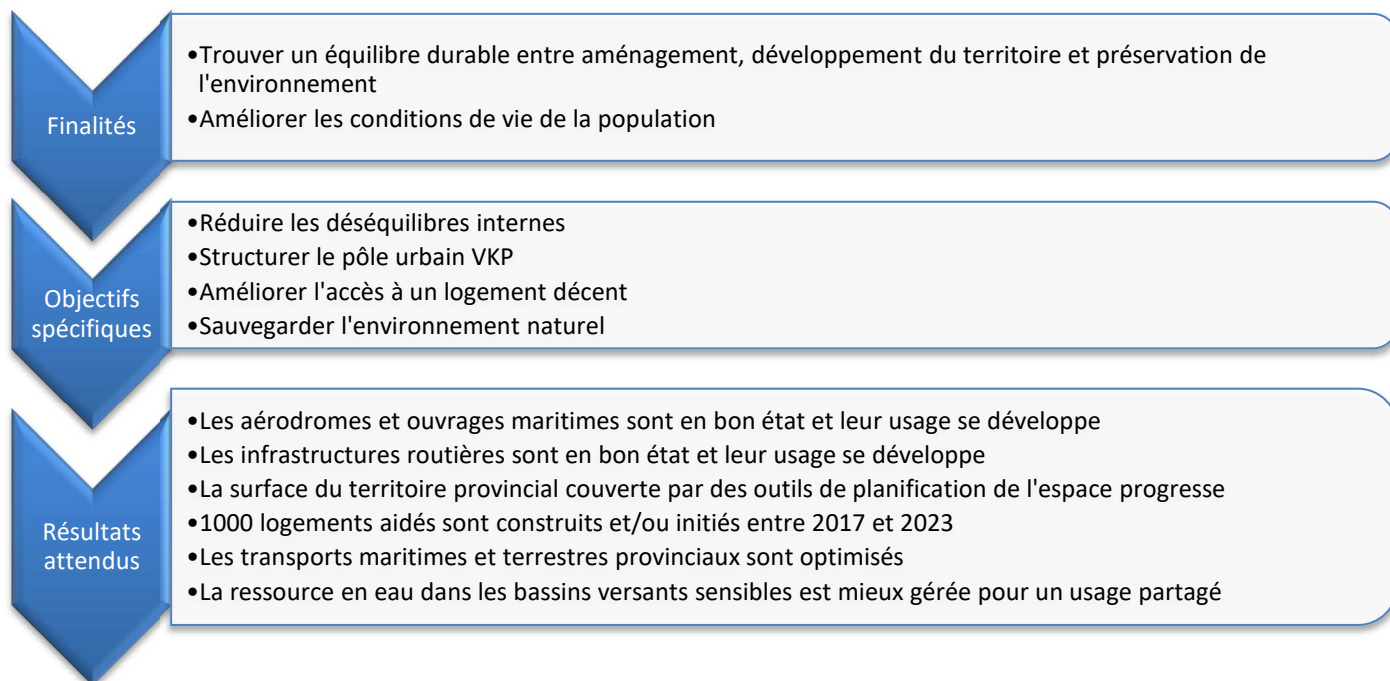 Finalités
•Trouver un équilibre durable entre aménagement, développement du territoire et préservation de
l'environnement
•Améliorer les conditions de vie de la population
Objectifs
spécifiques
•Réduire les déséquilibres internes
•Structurer le pôle urbain VKP
•Améliorer l'accès à un logement décent
•Sauvegarder l'environnement naturel
Résultats
attendus
•Les aérodromes et ouvrages maritimes sont en bon état et leur usage se développe
•Les infrastructures routières sont en bon état et leur usage se développe
•La surface du territoire provincial couverte par des outils de planification de l'espace progresse
•1000 logements aidés sont construits et/ou initiés entre 2017 et 2023
•Les transports maritimes et terrestres provinciaux sont optimisés
•La ressource en eau dans les bassins versants sensibles est mieux gérée pour un usage partagé